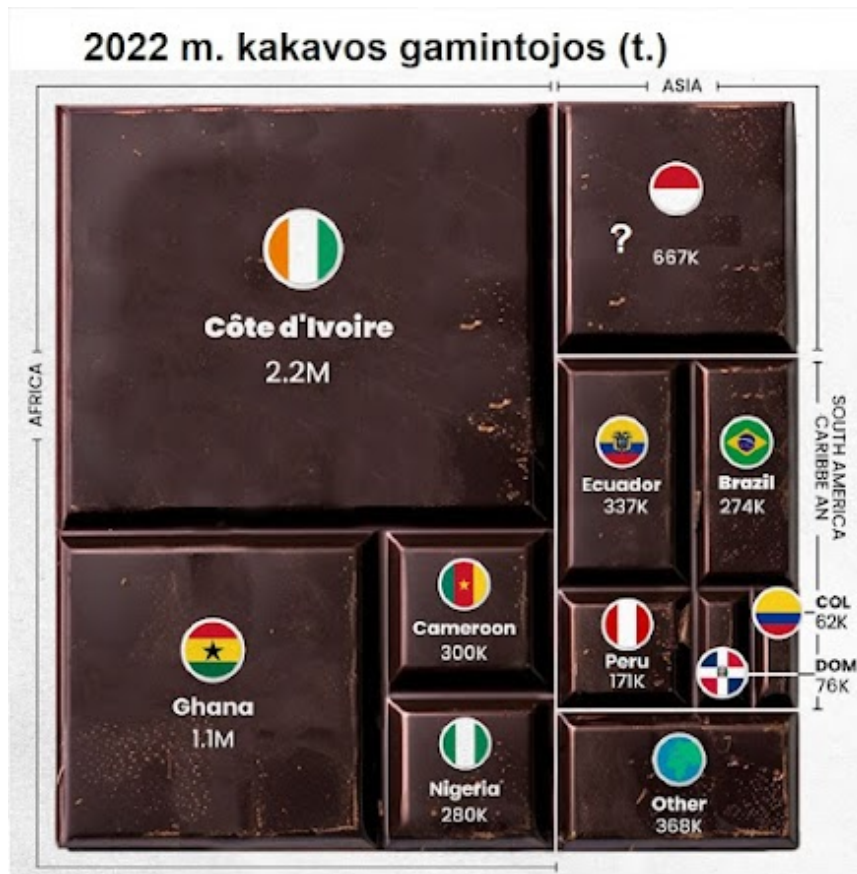 2022 m. kakavos gamintojos (t.)
ASIA
AFRICA
Côte d'Ivoire
2.2M
?
667K
SOUTH AMERICA
CARIBBE AN
Ecuador
337K
Brazil
274K
Ghana
1.1M
Cameroon
300K
Peru
171K
COL
62K
DOM
76K
Nigeria
280K
Other
368K